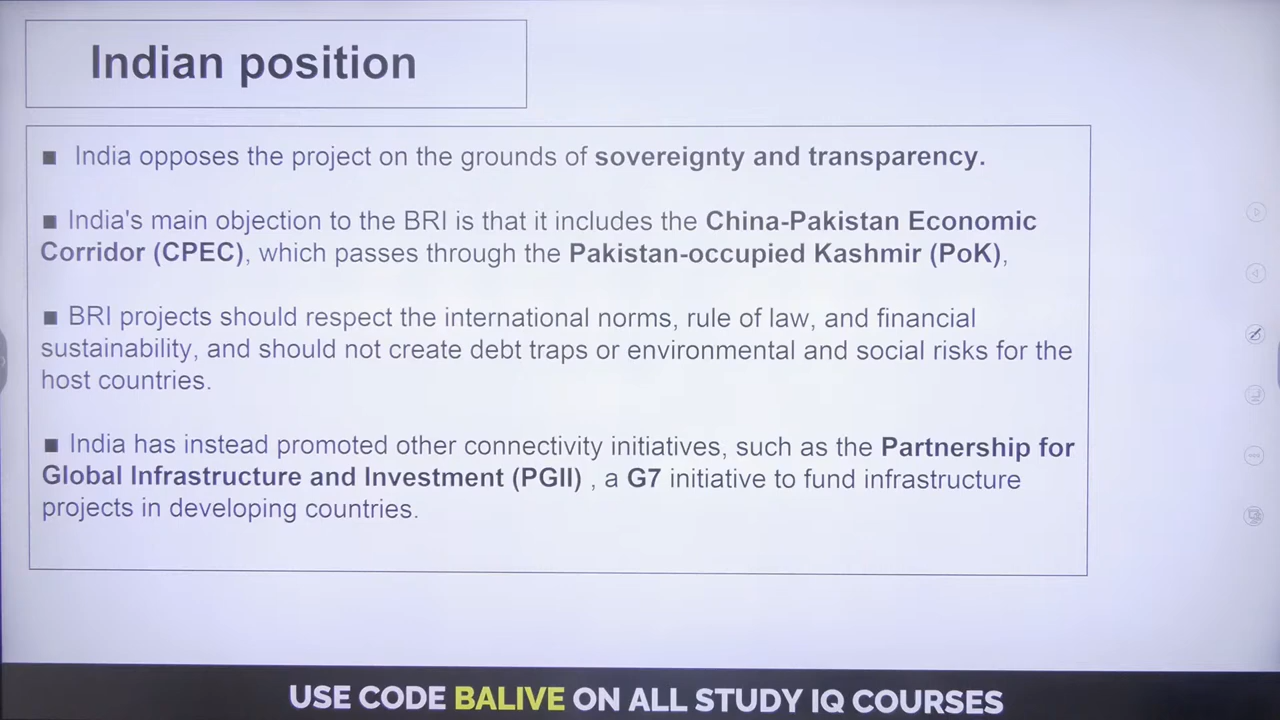 Indian position
■ India opposes the project on the grounds of sovereignty and transparency.
■ India's main objection to the BRI is that it includes the China-Pakistan Economic
Corridor (CPEC), which passes through the Pakistan-occupied Kashmir (PoK),
■ BRI projects should respect the international norms, rule of law, and financial
sustainability, and should not create debt traps or environmental and social risks for the
host countries.
■ India has instead promoted other connectivity initiatives, such as the Partnership for
Global Infrastructure and Investment (PGII) , a G7 initiative to fund infrastructure
projects in developing countries.
USE CODE BALIVE ON ALL STUDY IQ COURSES